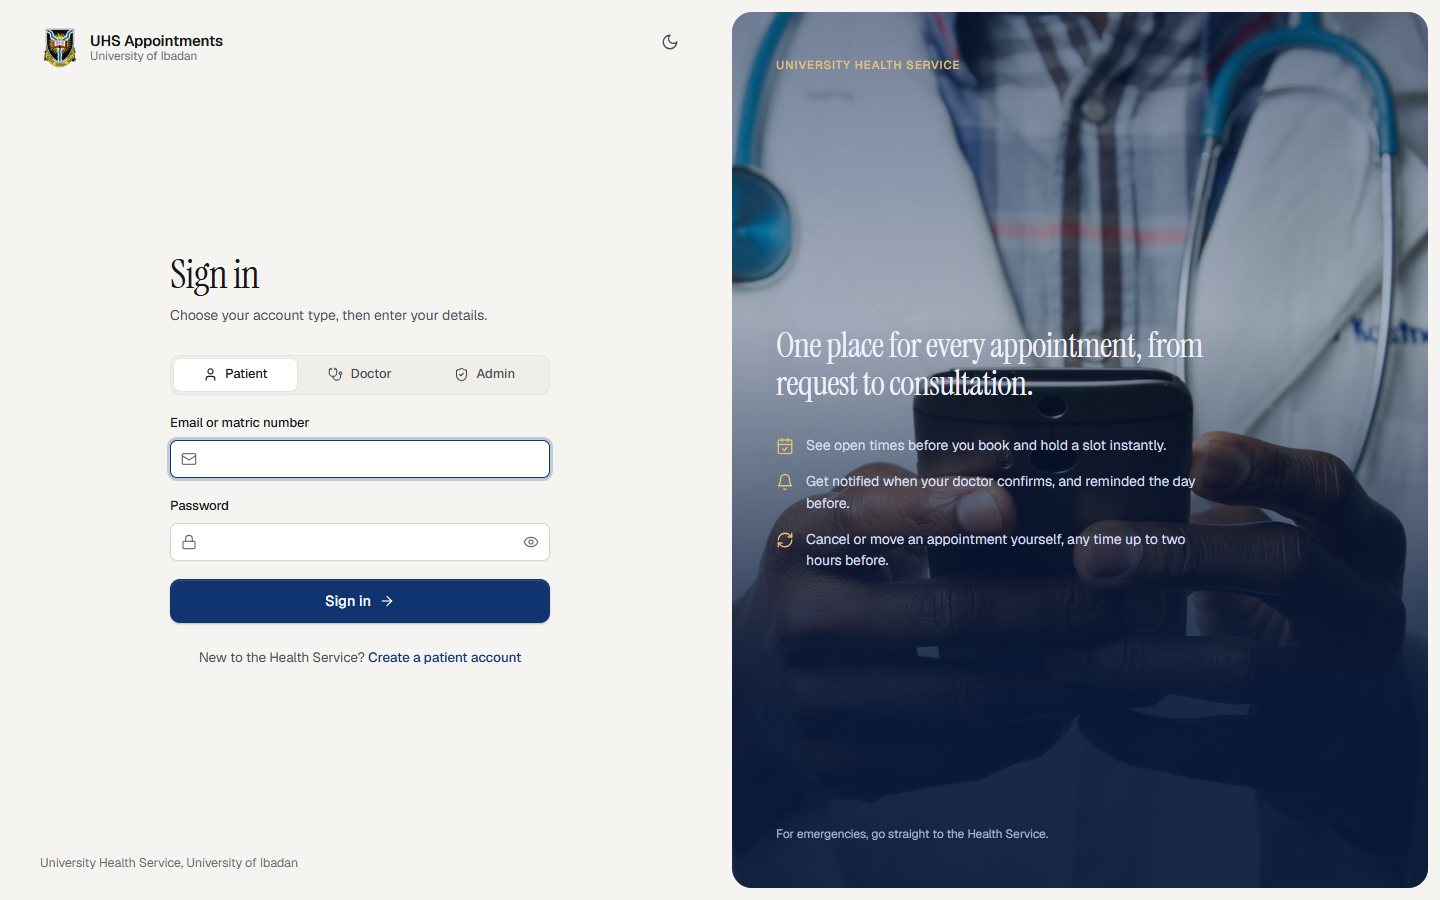 UHS Appointments
University of Ibadan
Sign in
Choose your account type, then enter your details.
Patient
Doctor
Admin
Email or matric number
Password
Sign in
New to the Health Service? Create a patient account
University Health Service, University of Ibadan
UNIVERSITY HEALTH SERVICE
One place for every appointment, from
request to consultation.
See open times before you book and hold a slot instantly.
Get notified when your doctor confirms, and reminded the day
before.
Cancel or move an appointment yourself, any time up to two
hours before.
For emergencies, go straight to the Health Service.